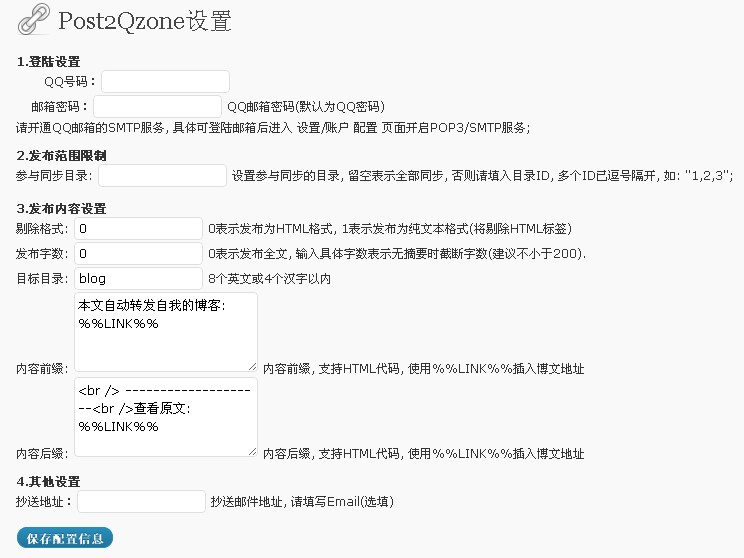 Post2Qzone设置
1.登陆设置
QQ号码：
邮箱密码： QQ邮箱密码(默认为QQ密码)
请开通QQ邮箱的SMTP服务, 具体可登陆邮箱后进入 设置/账户 配置 页面开启POP3/SMTP服务;
2.发布范围限制
参与同步目录: 设置参与同步的目录, 留空表示全部同步, 否则请填入目录ID, 多个ID已逗号隔开, 如: "1,2,3";
3.发布内容设置
剔除格式: 0 0表示发布为HTML格式, 1表示发布为纯文本格式(将剔除HTML标签)
发布字数: 0 0表示发布全文, 输入具体字数表示无摘要时截断字数(建议不小于200).
目标目录: blog 8个英文或4个汉字以内
本文自动转发自我的博客:
%%LINK%%
内容前缀: 内容前缀, 支持HTML代码, 使用%%LINK%%插入博文地址
<br /> ------------------
--<br />查看原文:
%%LINK%%
内容后缀: 内容后缀, 支持HTML代码, 使用%%LINK%%插入博文地址
4.其他设置
抄送地址： 抄送邮件地址, 请填写Email(选填)
保存配置信息